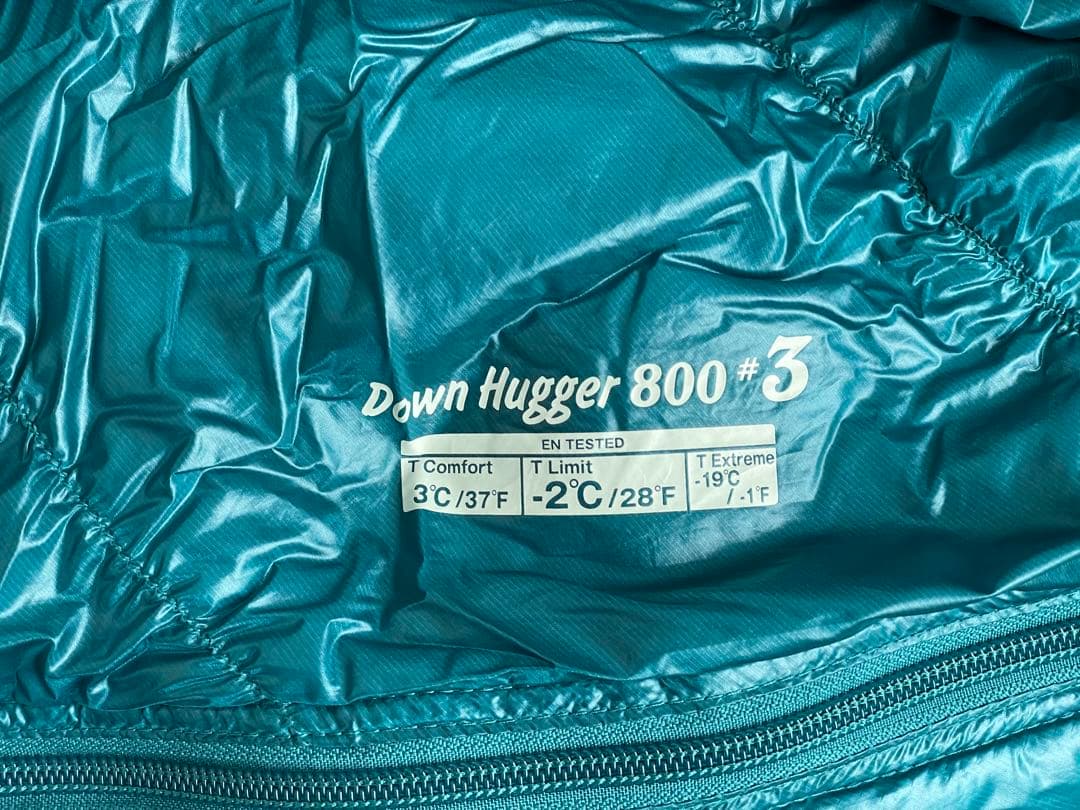 Down Hugger 800 #3
EN TESTED
T Comfort
3℃/37°F
T Limit
-2℃/28°F
T Extreme
-19℃
/ -1°F